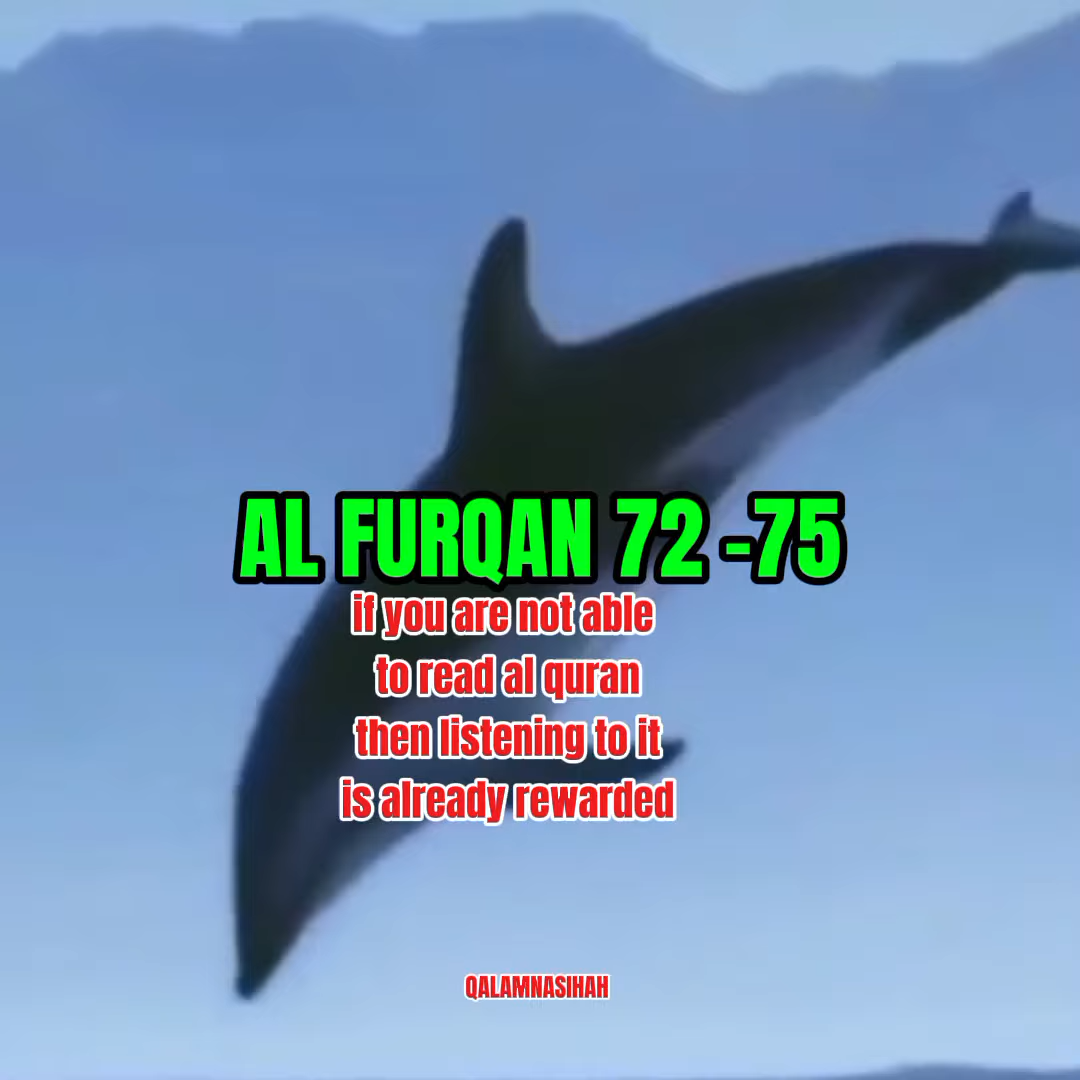 AL FURQAN 72 -75
if you are not able
to read al quran
then listening to it
is already rewarded
QALAMNASIHAH